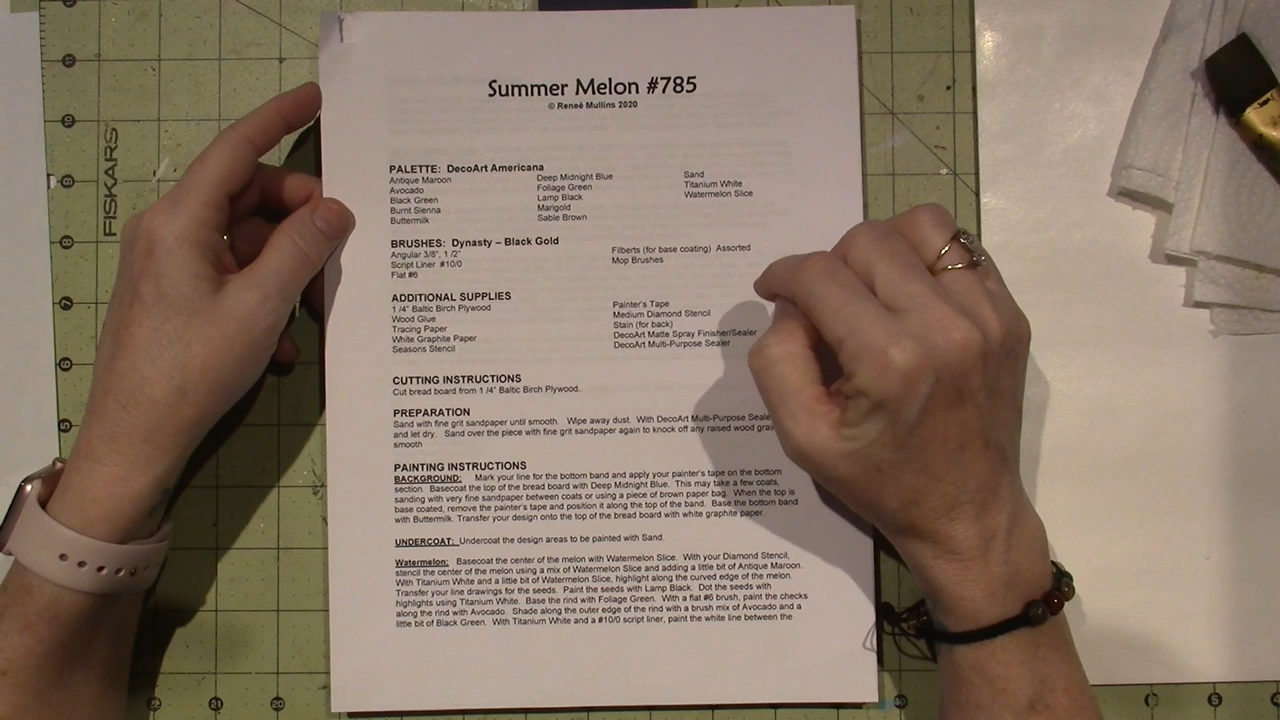 Summer Melon #785
© Reneé Mullins 2020
PALETTE: DecoArt Americana
Antique Maroon
Avocado
Black Green
Burnt Sienna
Buttermilk
Deep Midnight Blue
Foliage Green
Lamp Black
Marigold
Sable Brown
Sand
Titanium White
Watermelon Slice
BRUSHES: Dynasty – Black Gold
Angular 3/8", 1 /2"
Script Liner #10/0
Flat #6
Filberts (for base coating) Assorted
Mop Brushes
ADDITIONAL SUPPLIES
1 /4" Baltic Birch Plywood
Wood Glue
Tracing Paper
White Graphite Paper
Seasons Stencil
Painter's Tape
Medium Diamond Stencil
Stain (for back)
DecoArt Matte Spray Finisher/Sealer
DecoArt Multi-Purpose Sealer
CUTTING INSTRUCTIONS
Cut bread board from 1 /4" Baltic Birch Plywood..
PREPARATION
Sand with fine grit sandpaper until smooth. Wipe away dust. With DecoArt Multi-Purpose Seale
and let dry. Sand over the piece with fine grit sandpaper again to knock off any raised wood grai
smooth
PAINTING INSTRUCTIONS
BACKGROUND: Mark your line for the bottom band and apply your painter's tape on the bottom
section. Basecoat the top of the bread board with Deep Midnight Blue. This may take a few coats,
sanding with very fine sandpaper between coats or using a piece of brown paper bag. When the top is
base coated, remove the painter's tape and position it along the top of the band. Base the bottom band
with Buttermilk. Transfer your design onto the top of the bread board with white graphite paper.
UNDERCOAT: Undercoat the design areas to be painted with Sand.
Watermelon: Basecoat the center of the melon with Watermelon Slice. With your Diamond Stencil,
stencil the center of the melon using a mix of Watermelon Slice and adding a little bit of Antique Maroon.
With Titanium White and a little bit of Watermelon Slice, highlight along the curved edge of the melon.
Transfer your line drawings for the seeds. Paint the seeds with Lamp Black. Dot the seeds with
highlights using Titanium White. Base the rind with Foliage Green. With a flat #6 brush, paint the checks
along the rind with Avocado. Shade along the outer edge of the rind with a brush mix of Avocado and a
little bit of Black Green. With Titanium White and a #10/0 script liner, paint the white line between the
FISKARS
10
9
8
7
6
5
22
21
20
5